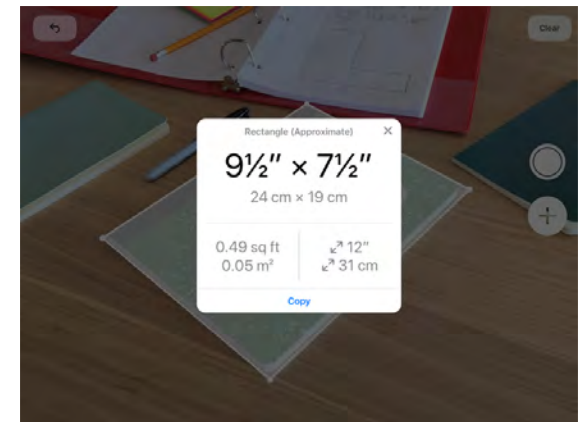 Clear
Rectangle (Approximate)
9½″ × 7½″
24 cm × 19 cm
0.49 sq ft
0.05 m²
12″
31 cm
Copy